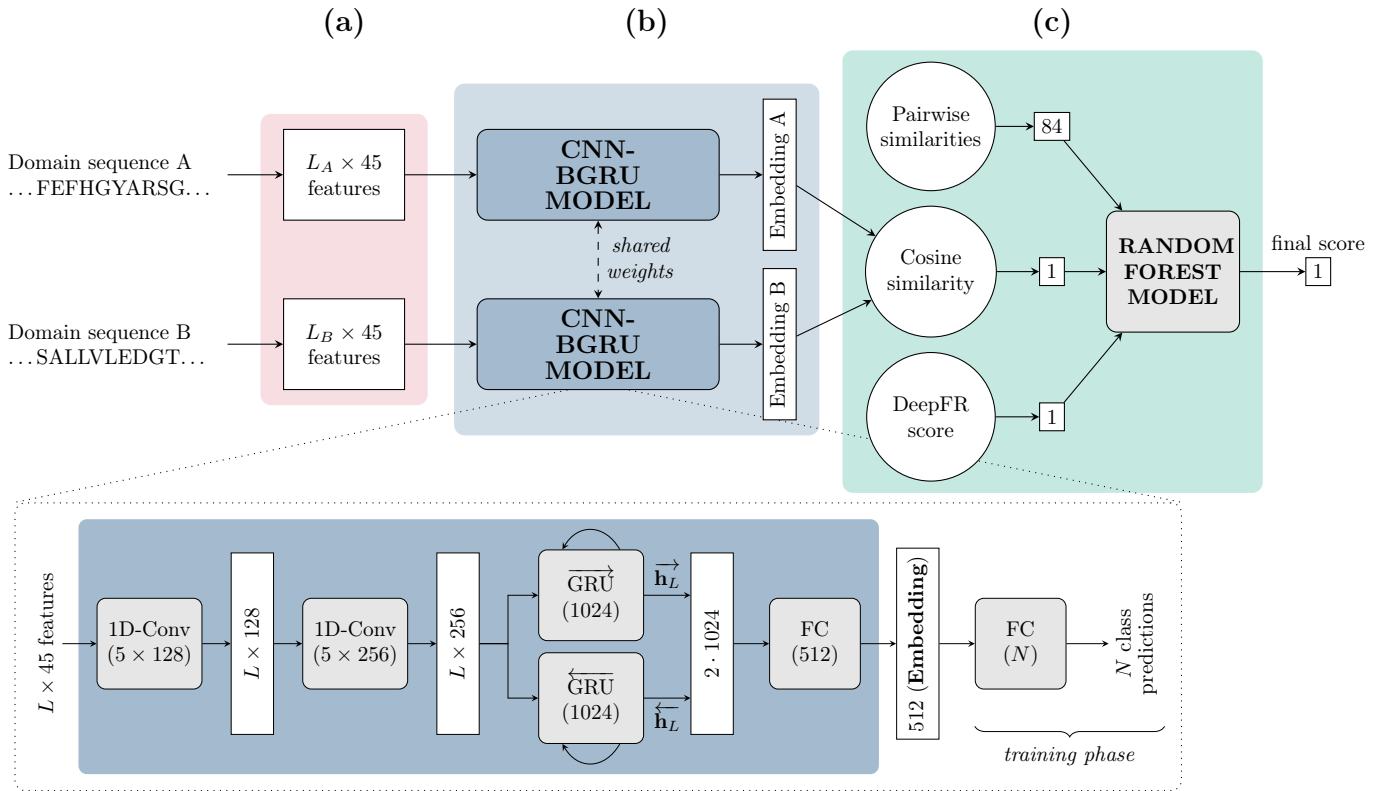 (a)
(b)
(c)
Domain sequence A
...FEFHGYARSG...
L_A × 45
features
CNN-
BGRU
MODEL
Embedding A
shared
weights
Domain sequence B
...SALLVLEDGT...
L_B × 45
features
CNN-
BGRU
MODEL
Embedding B
Pairwise
similarities
84
Cosine
similarity
1
DeepFR
score
1
RANDOM
FOREST
MODEL
final score
1
L × 45 features
1D-Conv
(5 × 128)
L × 128
1D-Conv
(5 × 256)
L × 256
GRU→
(1024)
h_L→
GRU←
(1024)
h_L←
2 · 1024
FC
(512)
512 (Embedding)
FC
(N)
N class
predictions
training phase